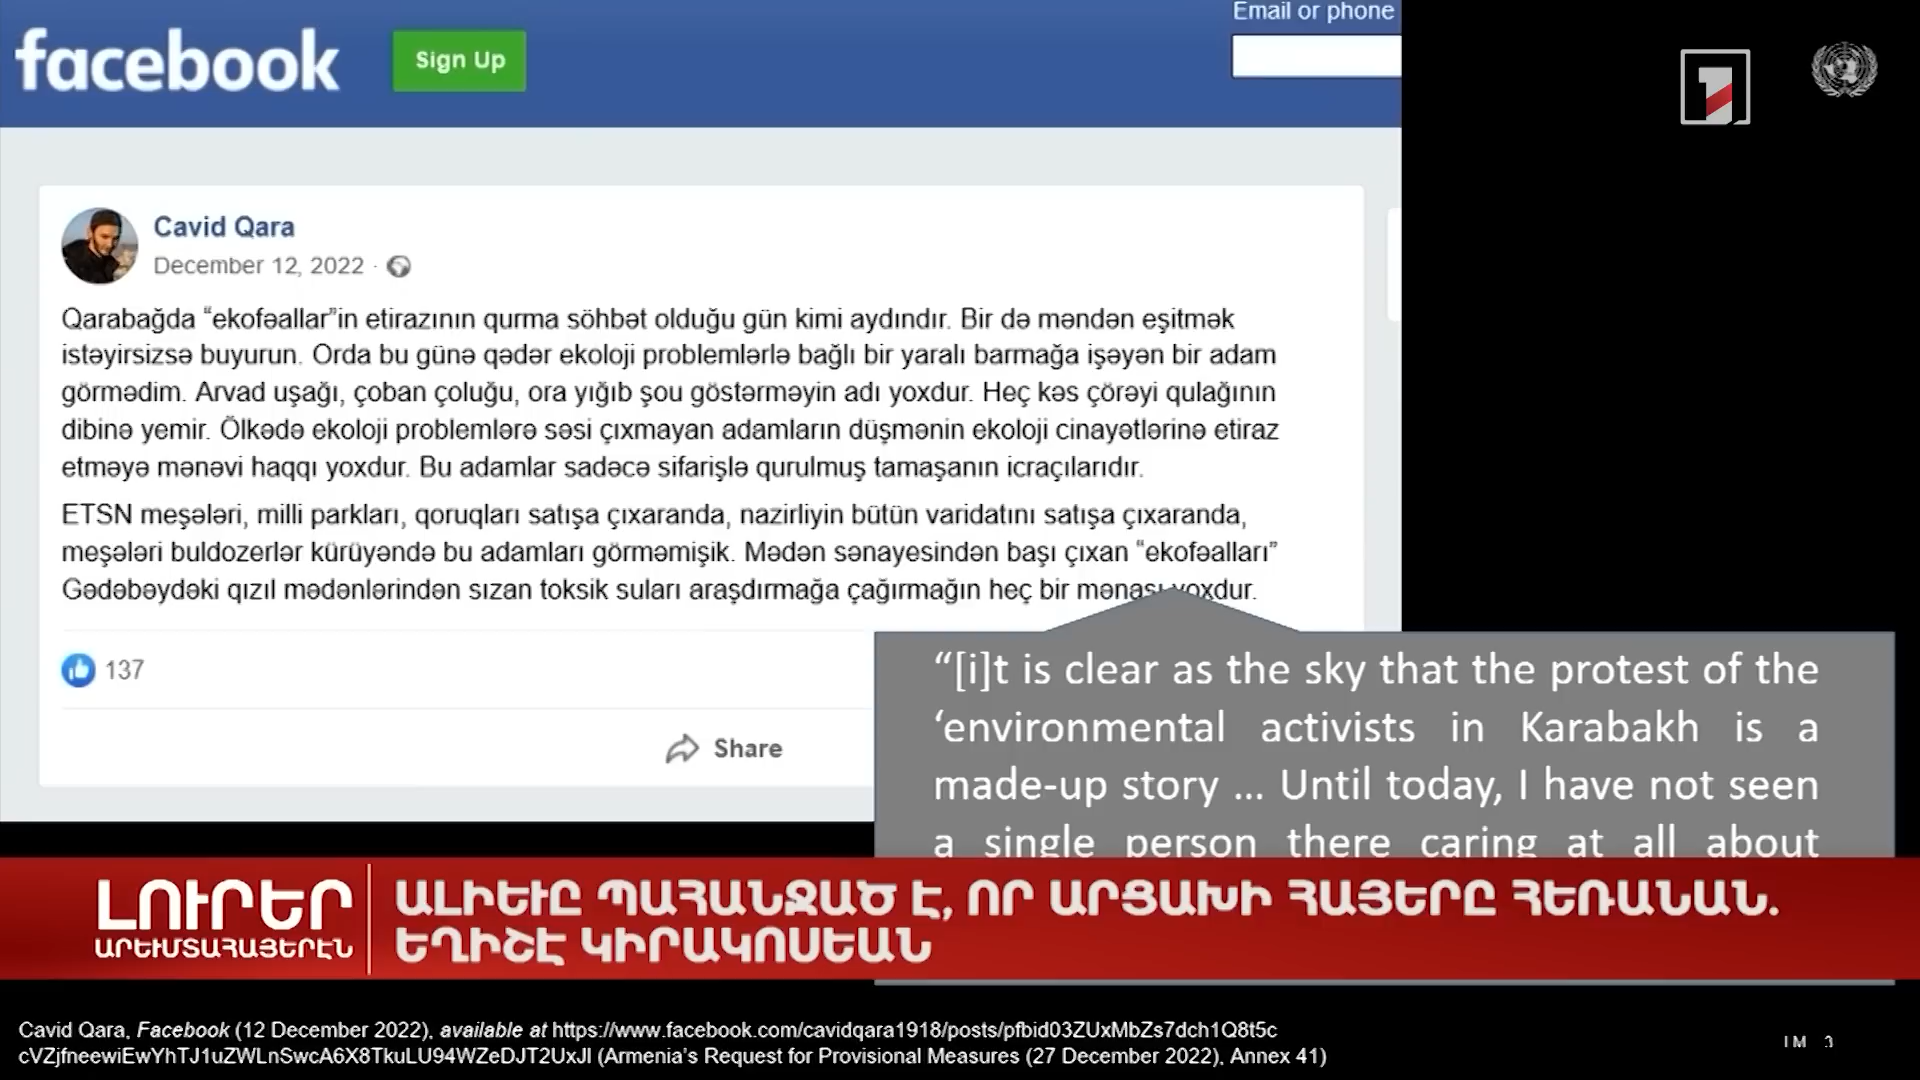 Email or phone
facebook
Sign Up
1
Cavid Qara
December 12, 2022 ·
Qarabağda “ekofəallar”in etirazının qurma söhbət olduğu gün kimi aydındır. Bir də məndən eşitmək
istəyirsizsə buyurun. Orda bu günə qədər ekoloji problemlərlə bağlı bir yaralı barmağa işəyən bir adam
görmədim. Arvad uşağı, çoban çoluğu, ora yığıb şou göstərməyin adı yoxdur. Heç kəs çörəyi qulağının
dibinə yemir. Ölkədə ekoloji problemlərə səsi çıxmayan adamların düşmənin ekoloji cinayətlərinə etiraz
etməyə mənəvi haqqı yoxdur. Bu adamlar sadəcə sifarişlə qurulmuş tamaşanın icraçılarıdır.
ETSN meşələri, milli parkları, qoruqları satışa çıxaranda, nazirliyin bütün varidatını satışa çıxaranda,
meşələri buldozerlər kürüyəndə bu adamları görməmişik. Mədən sənayesindən başı çıxan “ekofəalları”
Gədəbəydəki qızıl mədənlərindən sızan toksik suları araşdırmağa çağırmağın heç bir mənası yoxdur.
137
Share
“[i]t is clear as the sky that the protest of the
‘environmental activists in Karabakh is a
made-up story ... Until today, I have not seen
a single person there caring at all about
ԼՈՒՐԵՐ
ԱՐԵՒՄՏԱՀԱՅԵՐԷՆ
ԱԼԻԵՒԸ ՊԱՀԱՆՋԱԾ Է, ՈՐ ԱՐՑԱԽԻ ՀԱՅԵՐԸ ՀԵՌԱՆԱՆ.
ԵՂԻՇԷ ԿԻՐԱԿՈՍԵԱՆ
Cavid Qara, Facebook (12 December 2022), available at https://www.facebook.com/cavidqara1918/posts/pfbid03ZUxMbZs7dch1Q8t5c
cVZjfneewiEwYhTJ1uZWLnSwcA6X8TkuLU94WZeDJT2UxJl (Armenia's Request for Provisional Measures (27 December 2022), Annex 41)